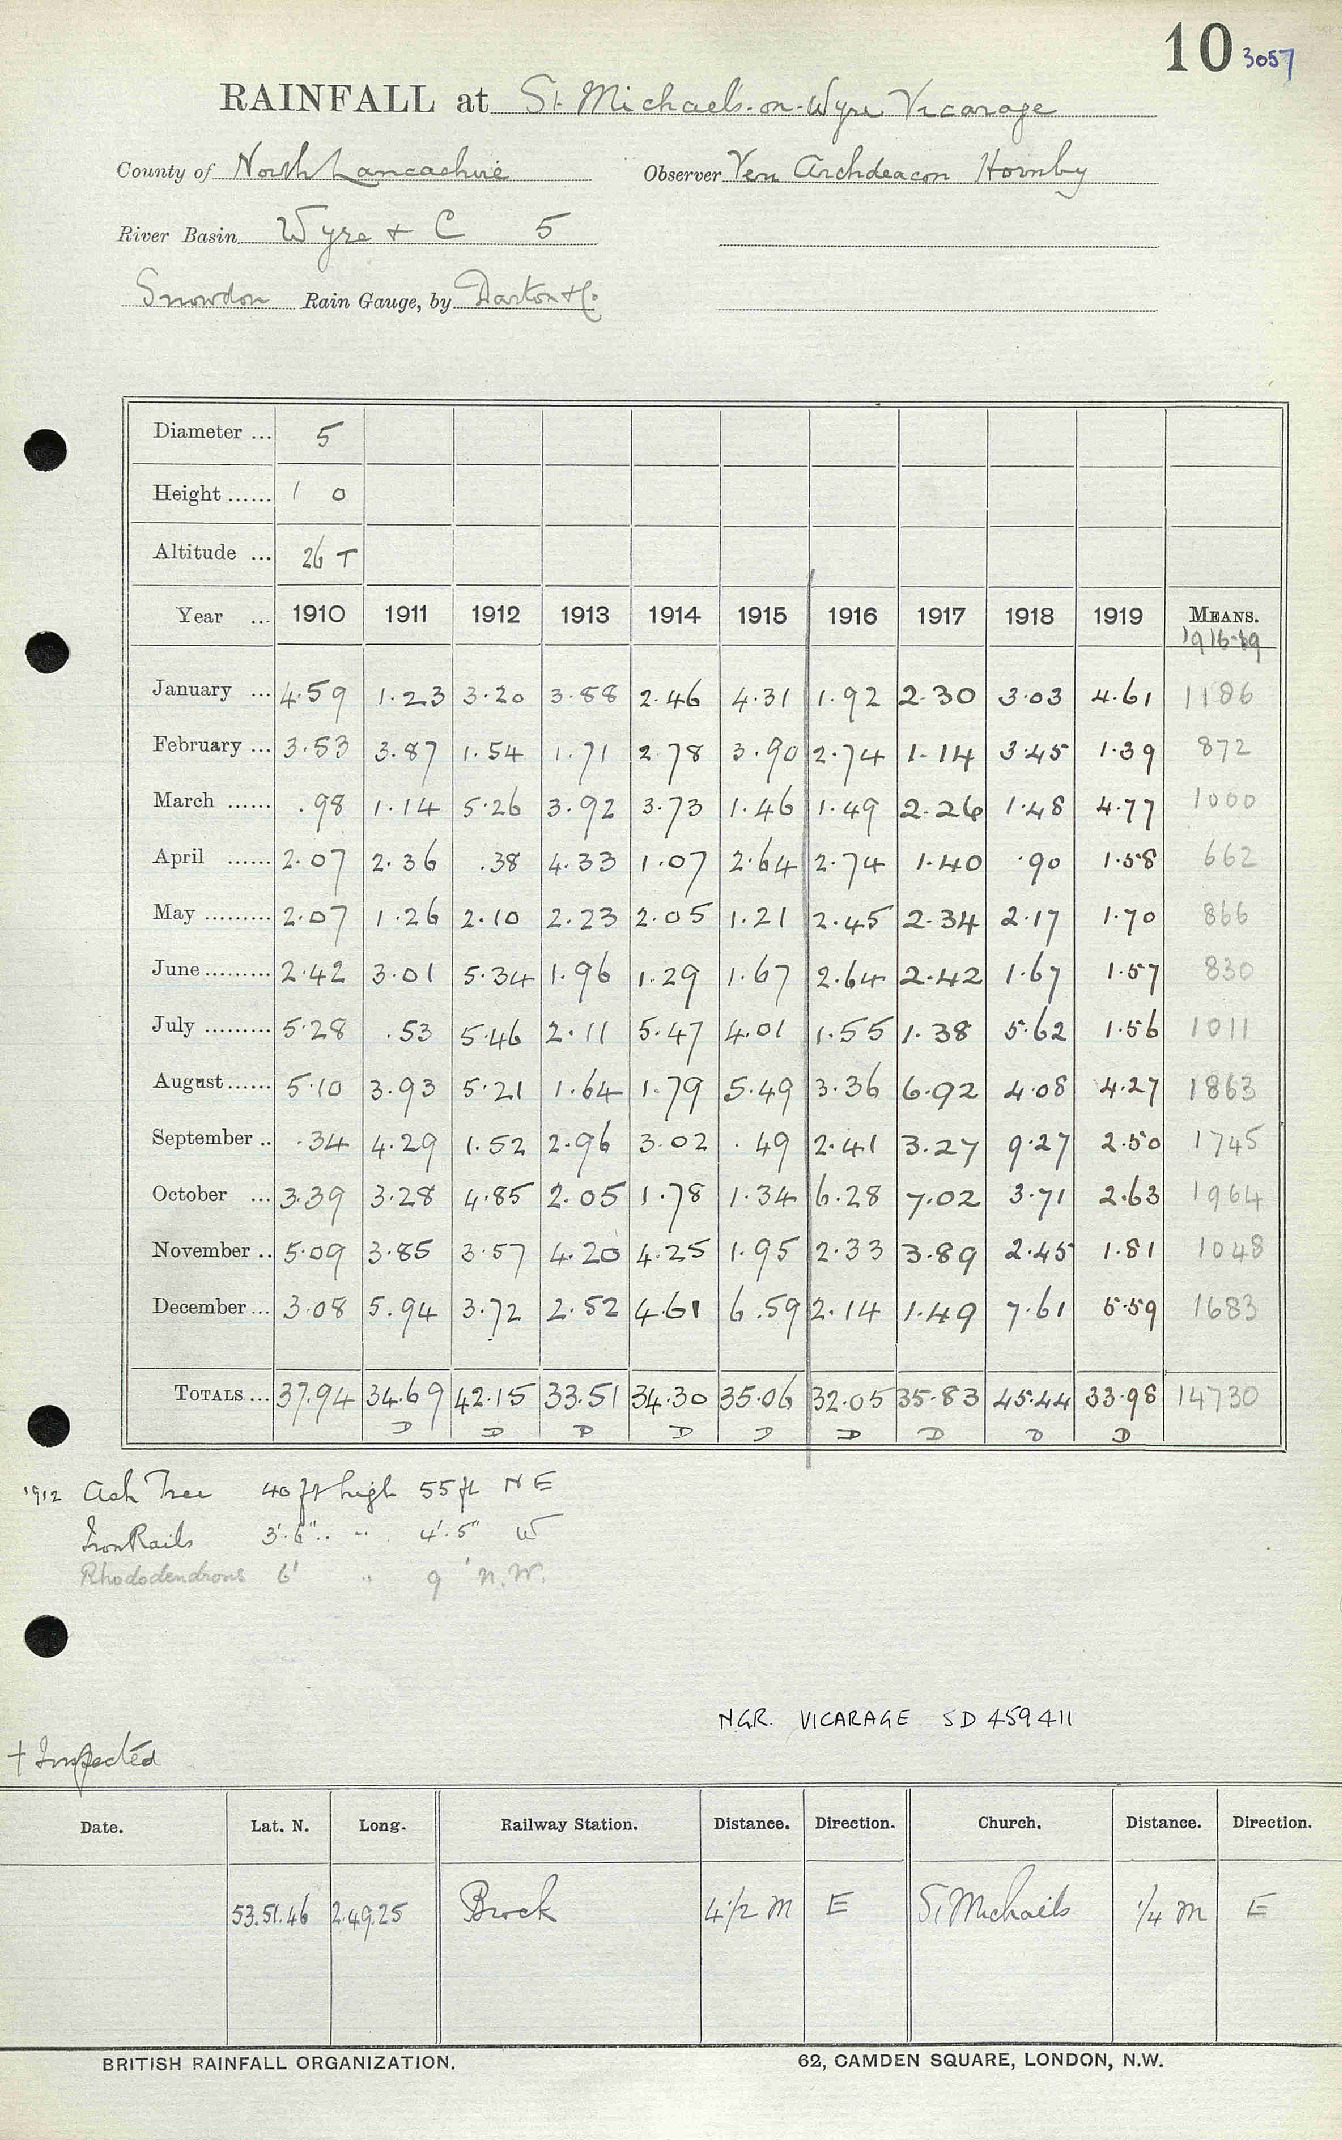 10 3057
RAINFALL at St. Michaels-on-Wyre Vicarage
County of North Lancashire Observer Ven Archdeacon Hornby
River Basin Wyre + C 5
Snowdon Rain Gauge, by Darton & Co.
Diameter ... 5
Height ...... 1 0
Altitude ... 26 T
Year ... 1910 1911 1912 1913 1914 1915 1916 1917 1918 1919 MEANS.
1916-19
January ... 4.59 1.23 3.20 3.88 2.46 4.31 1.92 2.30 3.03 4.61 1186
February ... 3.53 3.87 1.54 1.71 2.78 3.90 2.74 1.14 3.45 1.39 872
March ...... .98 1.14 5.26 3.92 3.73 1.46 1.49 2.26 1.48 4.77 1000
April ...... 2.07 2.36 .38 4.33 1.07 2.64 2.74 1.40 .90 1.58 662
May ......... 2.07 1.26 2.10 2.23 2.05 1.21 2.45 2.34 2.17 1.70 866
June ......... 2.42 3.01 5.34 1.96 1.29 1.67 2.64 2.42 1.67 1.57 830
July ......... 5.28 .53 5.46 2.11 5.47 4.01 1.55 1.38 5.62 1.56 1011
August ...... 5.10 3.93 5.21 1.64 1.79 5.49 3.36 6.92 4.08 4.27 1863
September .. .34 4.29 1.52 2.96 3.02 .49 2.41 3.27 9.27 2.50 1745
October ... 3.39 3.28 4.85 2.05 1.78 1.34 6.28 7.02 3.71 2.63 1964
November .. 5.09 3.85 3.57 4.20 4.25 1.95 2.33 3.89 2.45 1.81 1048
December ... 3.08 5.94 3.72 2.52 4.61 6.59 2.14 1.49 7.61 5.59 1683
TOTALS ... 37.94 34.69 42.15 33.51 34.30 35.06 32.05 35.83 45.44 33.98 14730
D D D D D D D D D
1912 Ash Tree 40 ft high 55 ft N E
Iron Rails 3'.6" " 4'.5" W
Rhododendrons 6' " 9' N.W.
NGR. VICARAGE SD 459 411
† Inspected
Date. Lat. N. Long. Railway Station. Distance. Direction. Church. Distance. Direction.
53.51.46 2.49.25 Brock 4 1/2 m E St Michaels 1/4 m E
BRITISH RAINFALL ORGANIZATION. 62, CAMDEN SQUARE, LONDON, N.W.